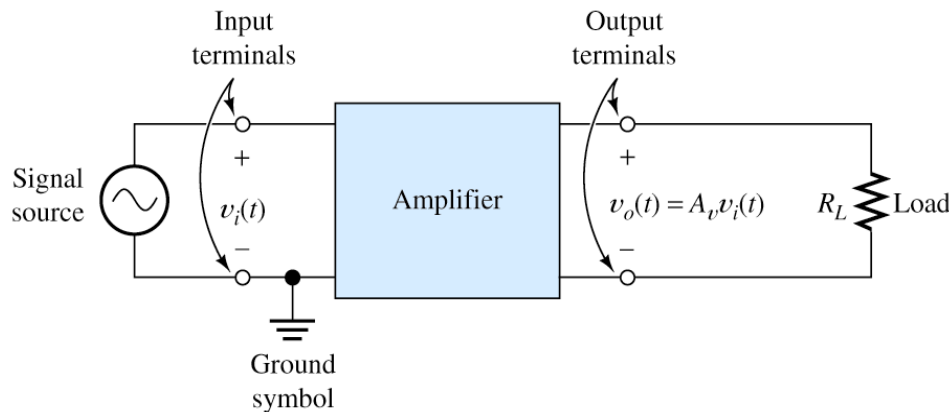 Input
terminals
Output
terminals
Signal
source
+
v_i(t)
−
Amplifier
+
v_o(t) = A_v v_i(t)
−
R_L
Load
Ground
symbol